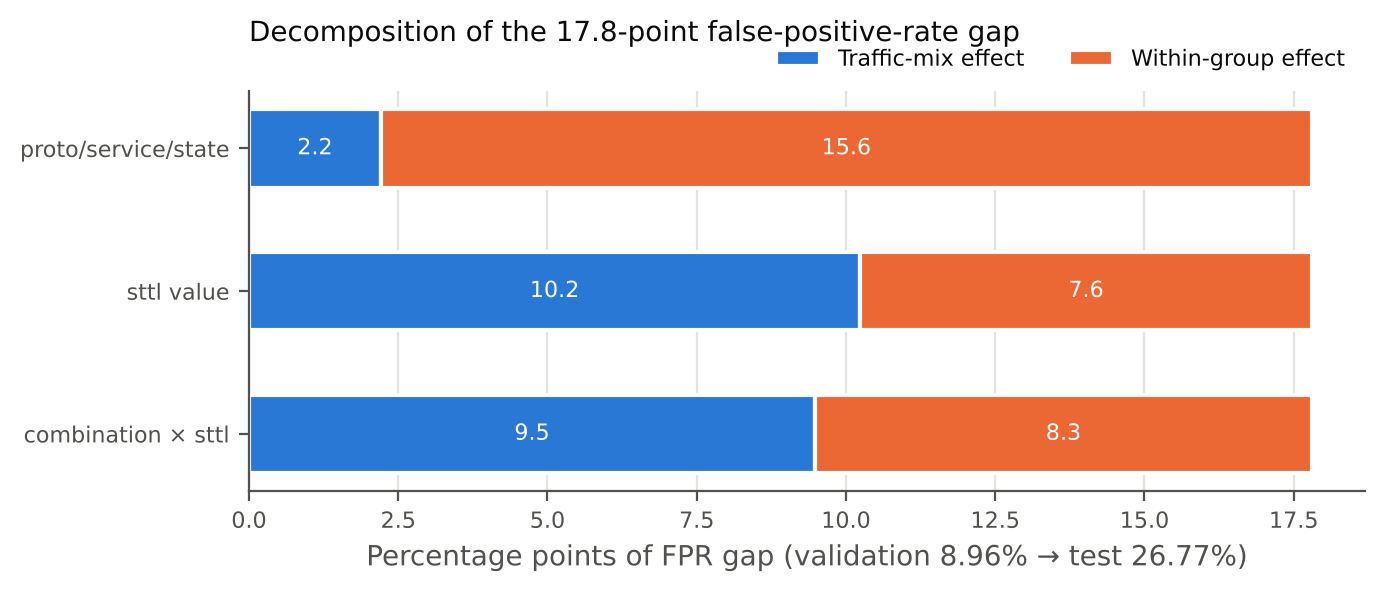 Decomposition of the 17.8-point false-positive-rate gap
Traffic-mix effect
Within-group effect
proto/service/state
2.2
15.6
sttl value
10.2
7.6
combination × sttl
9.5
8.3
0.0 2.5 5.0 7.5 10.0 12.5 15.0 17.5
Percentage points of FPR gap (validation 8.96% → test 26.77%)